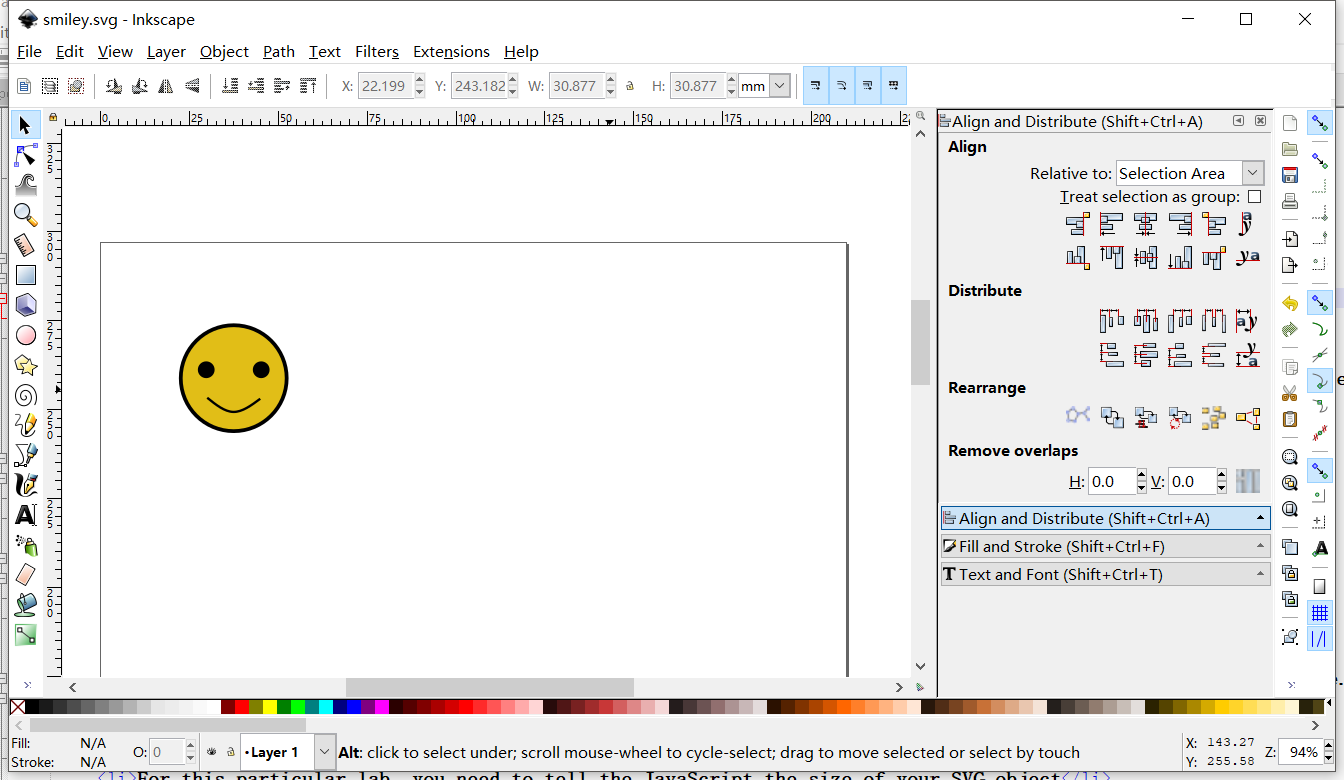 smiley.svg - Inkscape
File Edit View Layer Object Path Text Filters Extensions Help
X: 22.199 Y: 243.182 W: 30.877 H: 30.877 mm
0 25 50 75 100 125 150 175 200
325
300
275
250
225
200
Align and Distribute (Shift+Ctrl+A)
Align
Relative to: Selection Area
Treat selection as group:
Distribute
Rearrange
Remove overlaps
H: 0.0 V: 0.0
Align and Distribute (Shift+Ctrl+A)
Fill and Stroke (Shift+Ctrl+F)
Text and Font (Shift+Ctrl+T)
Fill: N/A
Stroke: N/A
O: 0
•Layer 1
Alt: click to select under; scroll mouse-wheel to cycle-select; drag to move selected or select by touch
X: 143.27
Y: 255.58
Z: 94%
<li>For this particular lab, you need to tell the JavaScript the size of your SVG object</li>